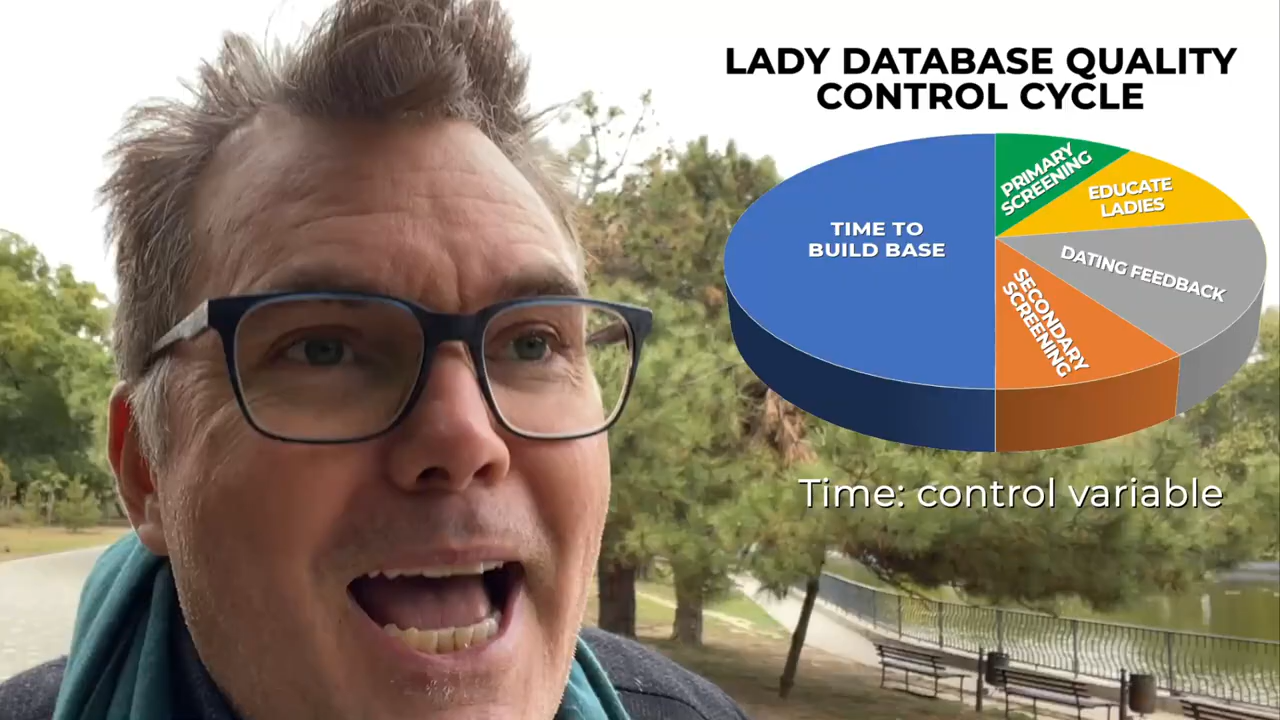 LADY DATABASE QUALITY
CONTROL CYCLE
PRIMARY
SCREENING
EDUCATE
LADIES
TIME TO
BUILD BASE
DATING FEEDBACK
SECONDARY
SCREENING
Time: control variable